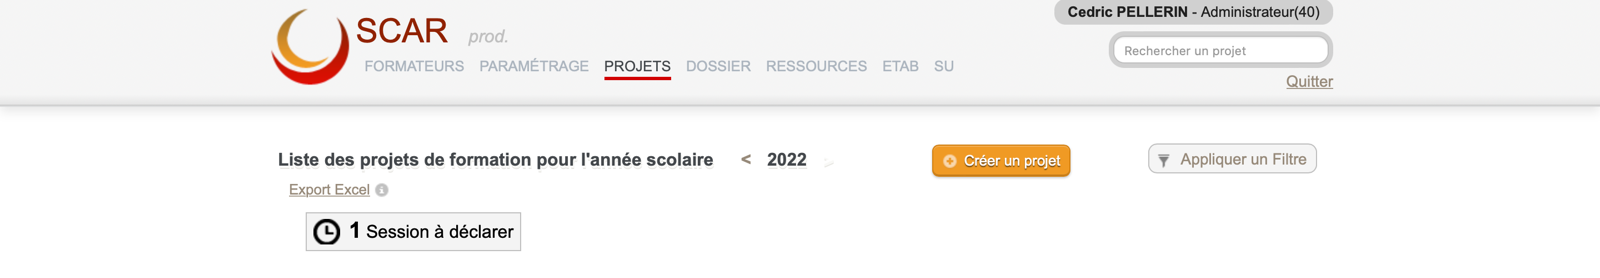 Cedric PELLERIN - Administrateur(40)
SCAR prod.
Rechercher un projet
FORMATEURS PARAMÉTRAGE PROJETS DOSSIER RESSOURCES ETAB SU
Quitter
Liste des projets de formation pour l'année scolaire < 2022 >
Créer un projet
Appliquer un Filtre
Export Excel
1 Session à déclarer